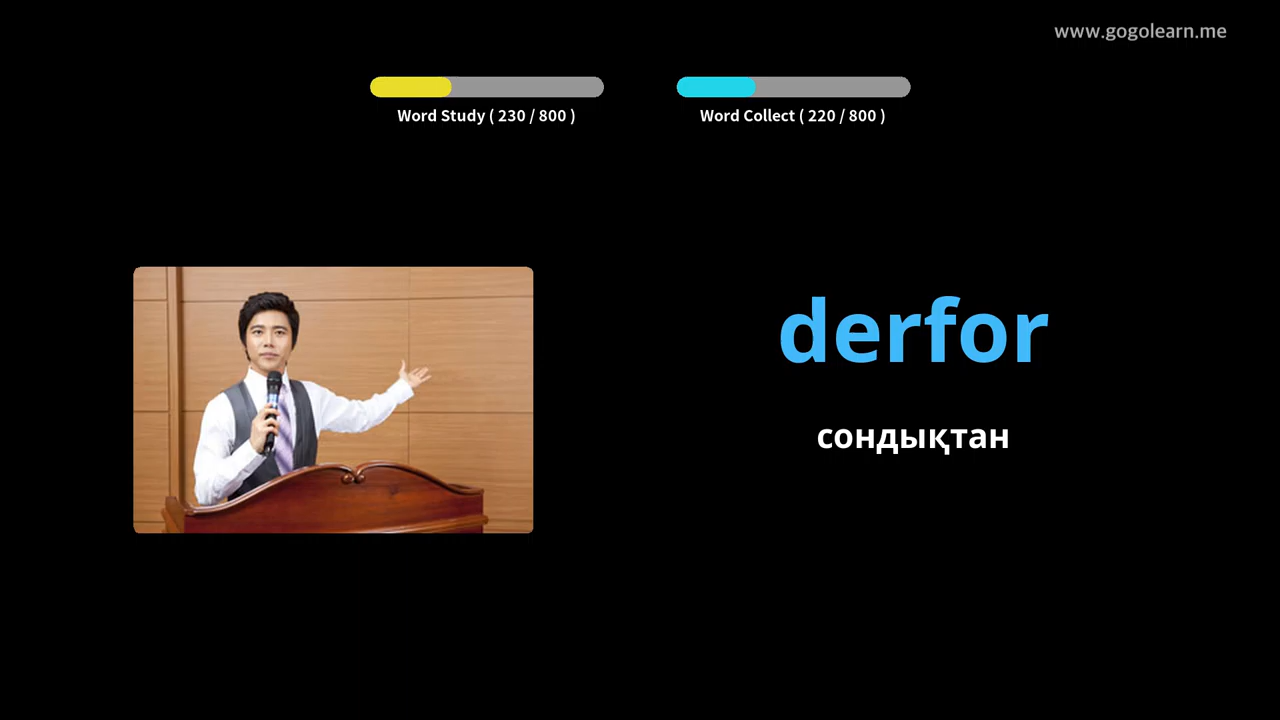 www.gogolearn.me
Word Study ( 230 / 800 )
Word Collect ( 220 / 800 )
derfor
сондықтан